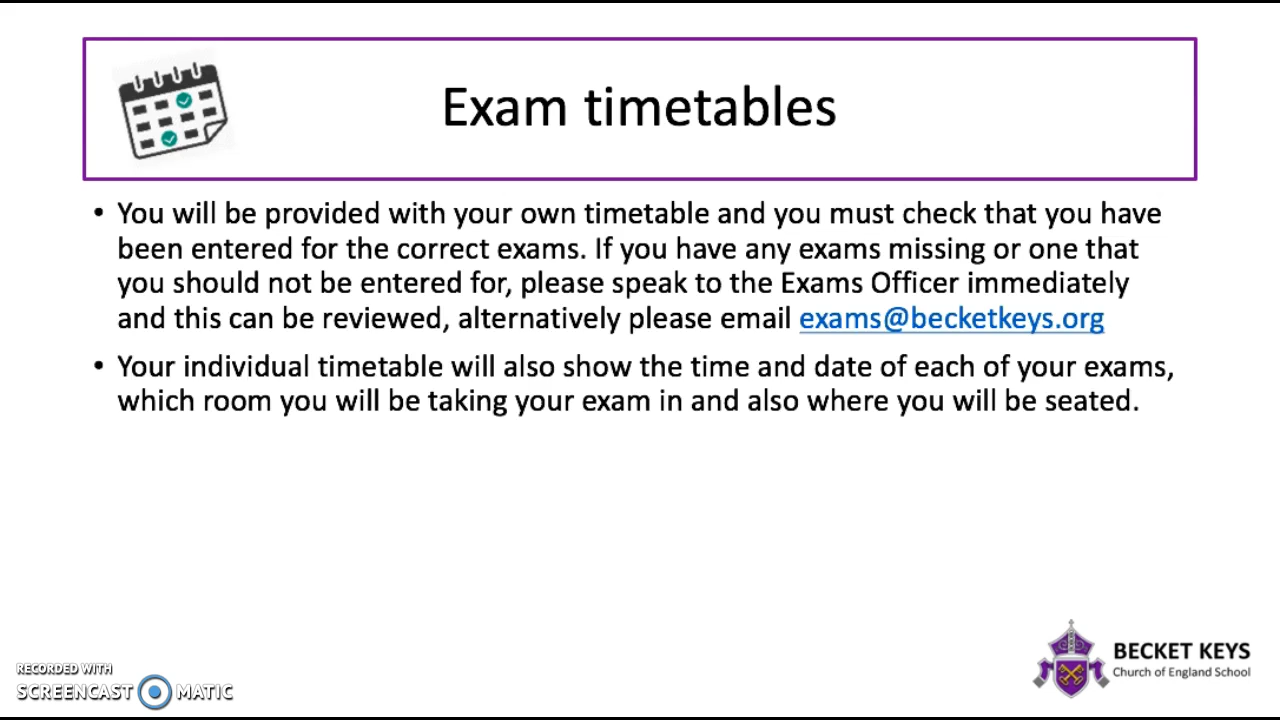 Exam timetables
• You will be provided with your own timetable and you must check that you have
been entered for the correct exams. If you have any exams missing or one that
you should not be entered for, please speak to the Exams Officer immediately
and this can be reviewed, alternatively please email exams@becketkeys.org
• Your individual timetable will also show the time and date of each of your exams,
which room you will be taking your exam in and also where you will be seated.
BECKET KEYS
Church of England School
RECORDED WITH
SCREENCAST MATIC